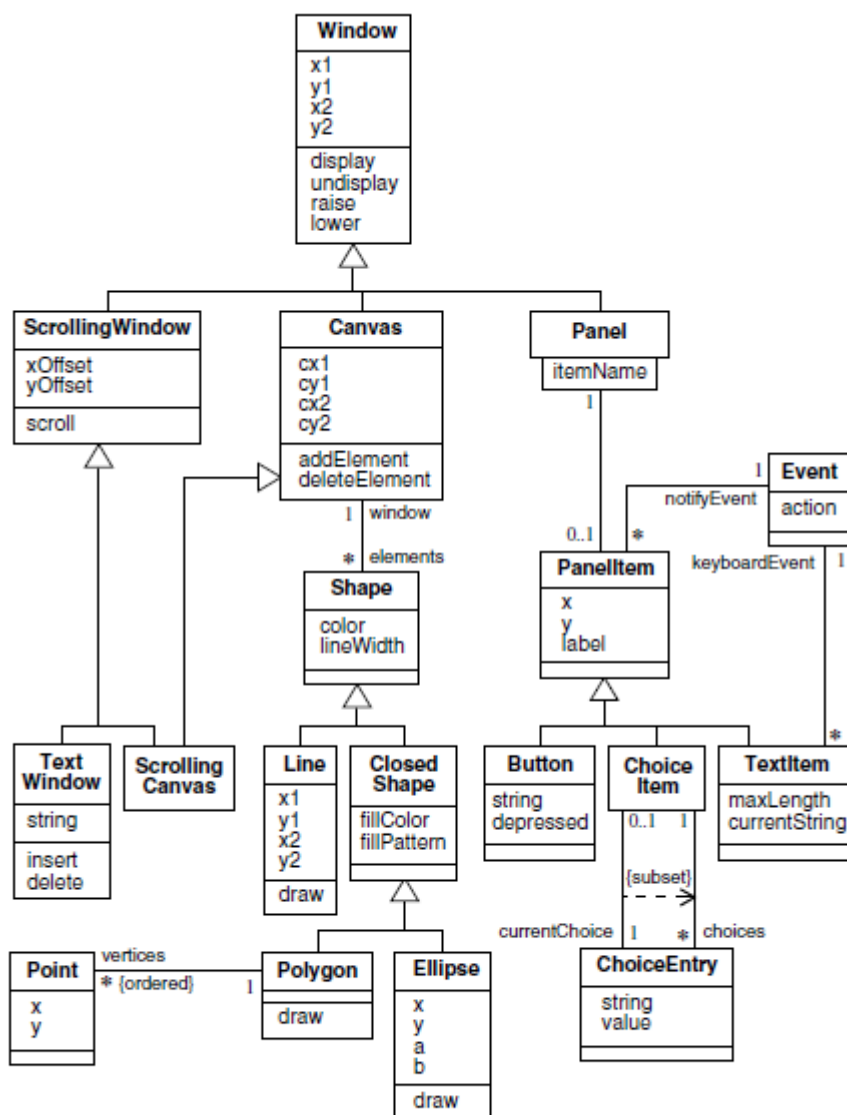 Window
x1
y1
x2
y2
display
undisplay
raise
lower
ScrollingWindow
xOffset
yOffset
scroll
Canvas
cx1
cy1
cx2
cy2
addElement
deleteElement
Panel
itemName
1
0..1
1
notifyEvent
*
Event
action
keyboardEvent
1
*
1 window
* elements
Shape
color
lineWidth
PanelItem
x
y
label
Text
Window
string
insert
delete
Scrolling
Canvas
Line
x1
y1
x2
y2
draw
Closed
Shape
fillColor
fillPattern
Button
string
depressed
Choice
Item
TextItem
maxLength
currentString
0..1 1
{subset}
currentChoice 1 * choices
ChoiceEntry
string
value
Point
x
y
vertices
* {ordered} 1
Polygon
draw
Ellipse
x
y
a
b
draw